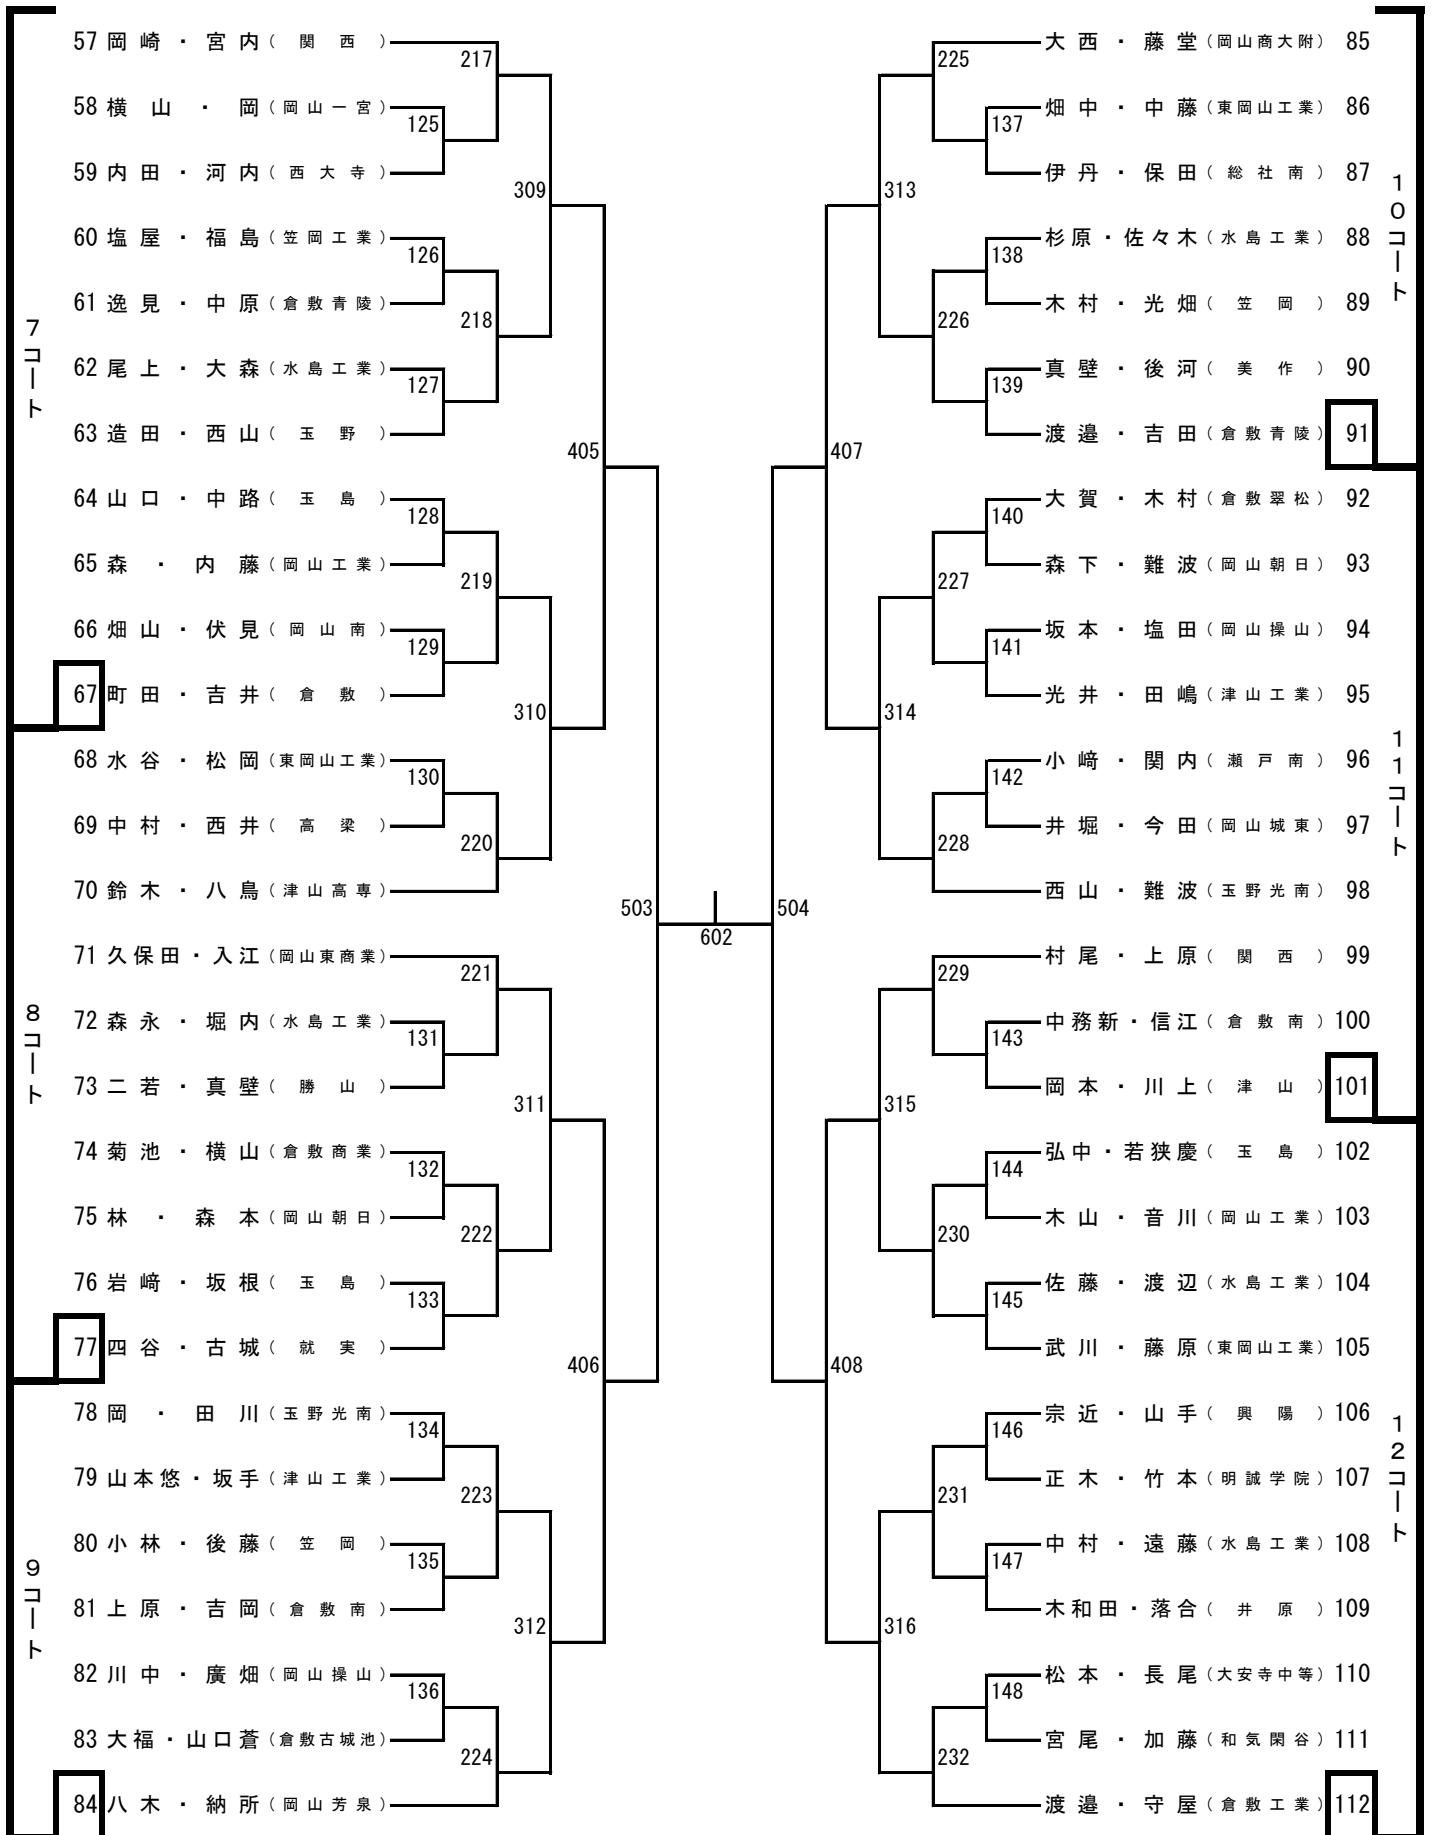 7コート
8コート
9コート
57 岡崎・宮内（関西）
58 横山・岡（岡山一宮）
59 内田・河内（西大寺）
60 塩屋・福島（笠岡工業）
61 逸見・中原（倉敷青陵）
62 尾上・大森（水島工業）
63 造田・西山（玉野）
64 山口・中路（玉島）
65 森・内藤（岡山工業）
66 畑山・伏見（岡山南）
67 町田・吉井（倉敷）
68 水谷・松岡（東岡山工業）
69 中村・西井（高梁）
70 鈴木・八鳥（津山高専）
71 久保田・入江（岡山東商業）
72 森永・堀内（水島工業）
73 二若・真壁（勝山）
74 菊池・横山（倉敷商業）
75 林・森本（岡山朝日）
76 岩﨑・坂根（玉島）
77 四谷・古城（就実）
78 岡・田川（玉野光南）
79 山本悠・坂手（津山工業）
80 小林・後藤（笠岡）
81 上原・吉岡（倉敷南）
82 川中・廣畑（岡山操山）
83 大福・山口蒼（倉敷古城池）
84 八木・納所（岡山芳泉）
125
126
127
128
129
130
131
132
133
134
135
136
217
218
219
220
221
222
223
224
309
310
311
312
405
406
503
602
504
407
408
313
314
315
316
225
226
227
228
229
230
231
232
137
138
139
140
141
142
143
144
145
146
147
148
大西・藤堂（岡山商大附） 85
畑中・中藤（東岡山工業） 86
伊丹・保田（総社南） 87
杉原・佐々木（水島工業） 88
木村・光畑（笠岡） 89
真壁・後河（美作） 90
渡邉・吉田（倉敷青陵） 91
大賀・木村（倉敷翠松） 92
森下・難波（岡山朝日） 93
坂本・塩田（岡山操山） 94
光井・田嶋（津山工業） 95
小﨑・関内（瀬戸南） 96
井堀・今田（岡山城東） 97
西山・難波（玉野光南） 98
村尾・上原（関西） 99
中務新・信江（倉敷南） 100
岡本・川上（津山） 101
弘中・若狭慶（玉島） 102
木山・音川（岡山工業） 103
佐藤・渡辺（水島工業） 104
武川・藤原（東岡山工業） 105
宗近・山手（興陽） 106
正木・竹本（明誠学院） 107
中村・遠藤（水島工業） 108
木和田・落合（井原） 109
松本・長尾（大安寺中等） 110
宮尾・加藤（和気閑谷） 111
渡邉・守屋（倉敷工業） 112
10コート
11コート
12コート